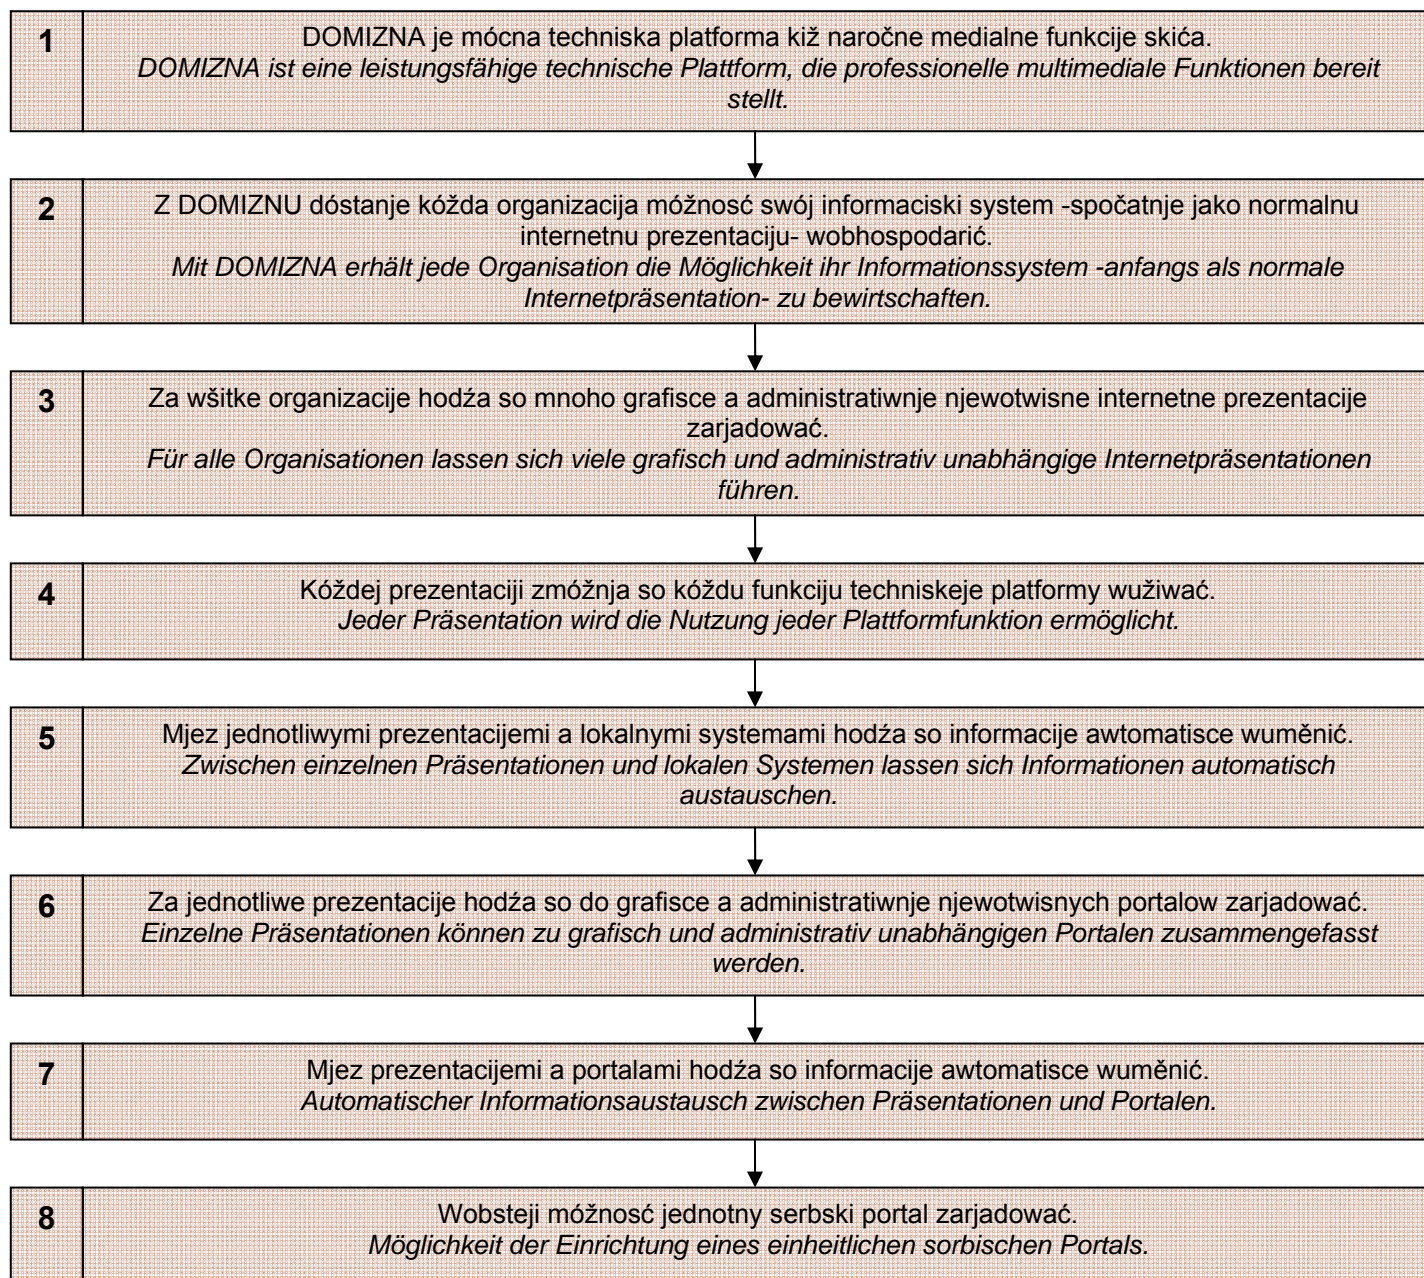 1
DOMIZNA je mócna techniska platforma kiž naročne medialne funkcije skića.
DOMIZNA ist eine leistungsfähige technische Plattform, die professionelle multimediale Funktionen bereit
stellt.
2
Z DOMIZNU dóstanje kóžda organizacija móžnosć swój informaciski system -spočatnje jako normalnu
internetnu prezentaciju- wobhospodarić.
Mit DOMIZNA erhält jede Organisation die Möglichkeit ihr Informationssystem -anfangs als normale
Internetpräsentation- zu bewirtschaften.
3
Za wšitke organizacije hodźa so mnoho grafisce a administratiwnje njewotwisne internetne prezentacije
zarjadować.
Für alle Organisationen lassen sich viele grafisch und administrativ unabhängige Internetpräsentationen
führen.
4
Kóždej prezentaciji zmóžnja so kóždu funkciju techniskeje platformy wužiwać.
Jeder Präsentation wird die Nutzung jeder Plattformfunktion ermöglicht.
5
Mjez jednotliwymi prezentacijemi a lokalnymi systemami hodźa so informacije awtomatisce wuměnić.
Zwischen einzelnen Präsentationen und lokalen Systemen lassen sich Informationen automatisch
austauschen.
6
Za jednotliwe prezentacije hodźa so do grafisce a administratiwnje njewotwisnych portalow zarjadować.
Einzelne Präsentationen können zu grafisch und administrativ unabhängigen Portalen zusammengefasst
werden.
7
Mjez prezentacijemi a portalami hodźa so informacije awtomatisce wuměnić.
Automatischer Informationsaustausch zwischen Präsentationen und Portalen.
8
Wobsteji móžnosć jednotny serbski portal zarjadować.
Möglichkeit der Einrichtung eines einheitlichen sorbischen Portals.